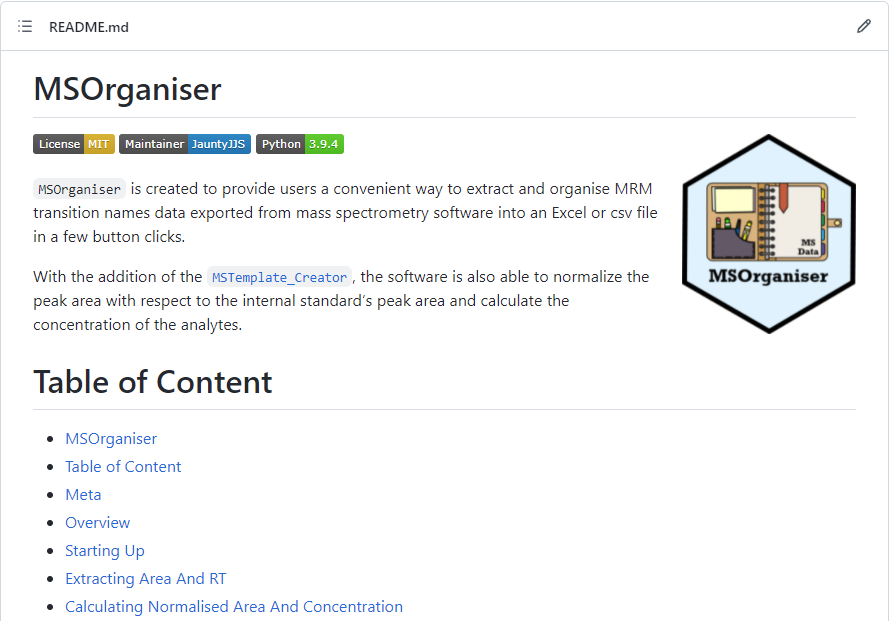 README.md
MSOrganiser
License MIT Maintainer JauntyJJS Python 3.9.4
MSOrganiser is created to provide users a convenient way to extract and organise MRM
transition names data exported from mass spectrometry software into an Excel or csv file
in a few button clicks.
With the addition of the MSTemplate_Creator, the software is also able to normalize the
peak area with respect to the internal standard's peak area and calculate the
concentration of the analytes.
MS
Data
MSOrganiser
Table of Content
MSOrganiser
Table of Content
Meta
Overview
Starting Up
Extracting Area And RT
Calculating Normalised Area And Concentration